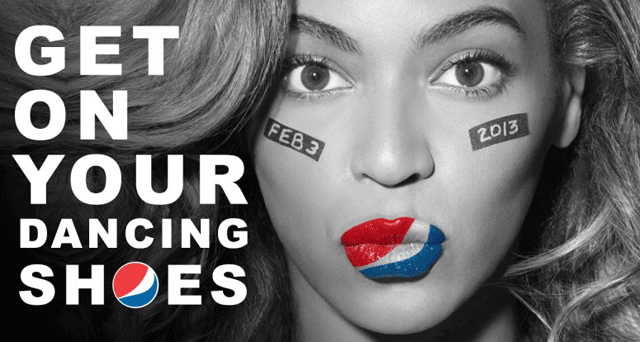 GET
ON
YOUR
DANCING
SHOES
FEB 3
2013